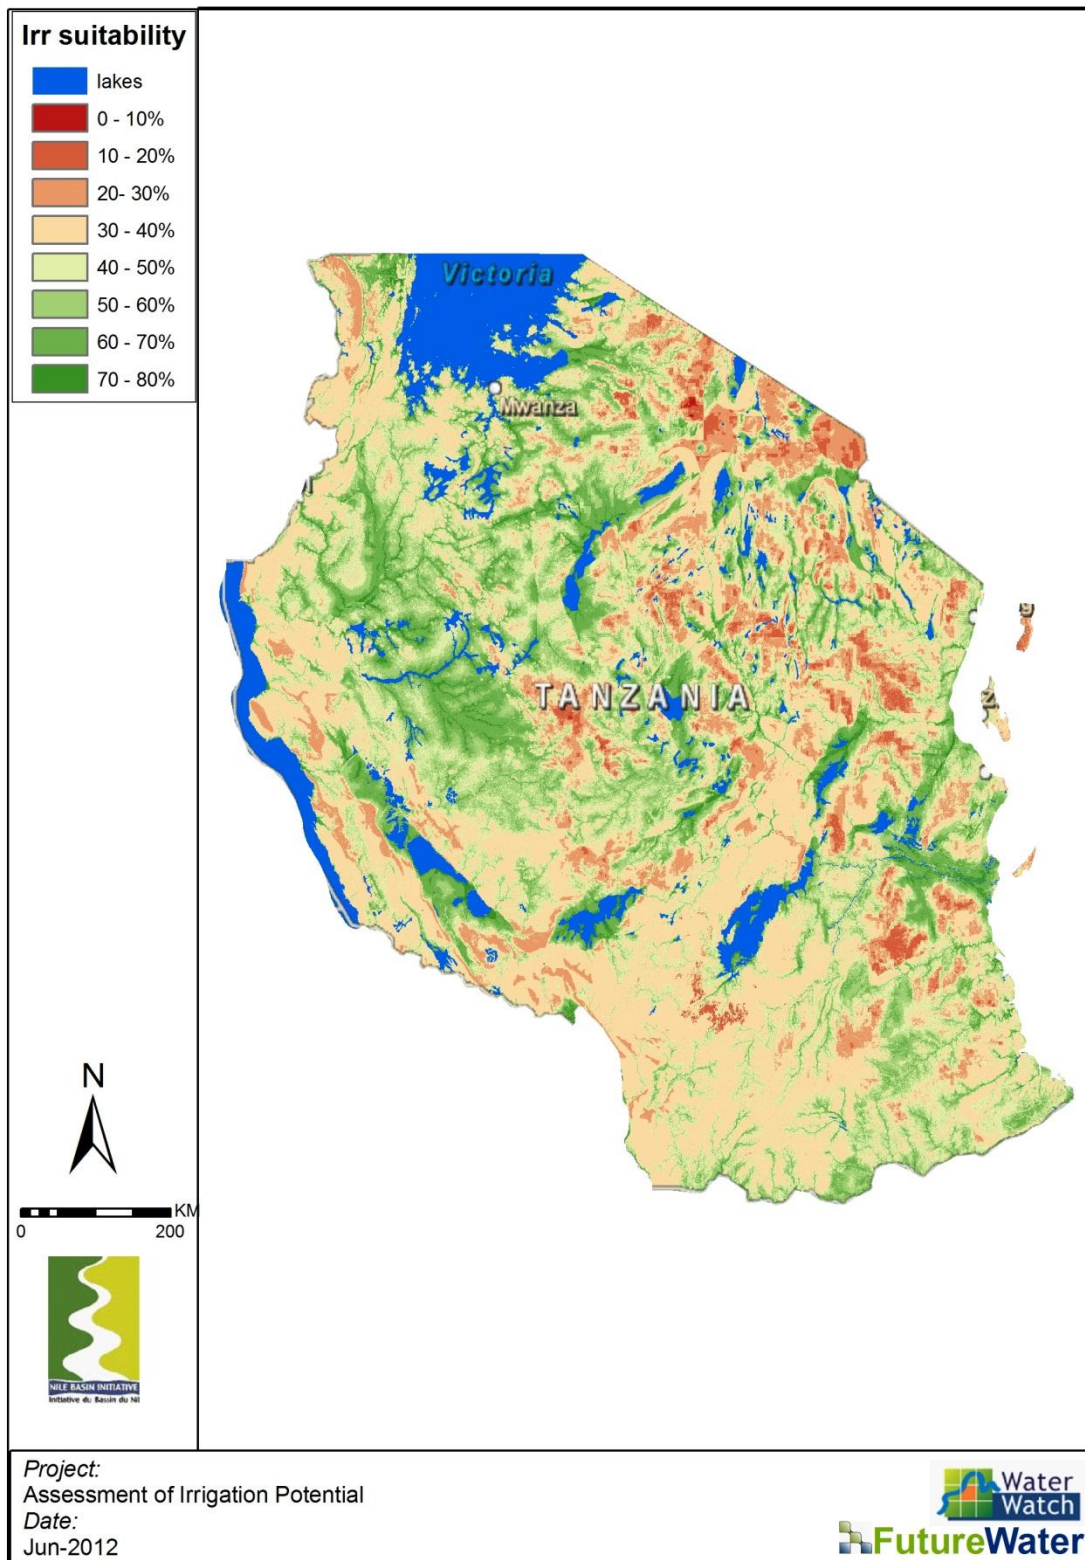 Irr suitability
lakes
0 - 10%
10 - 20%
20- 30%
30 - 40%
40 - 50%
50 - 60%
60 - 70%
70 - 80%
Victoria
Mwanza
TANZANIA
N
KM
0 200
NILE BASIN INITIATIVE
Initiative du Bassin du Nil
Project:
Assessment of Irrigation Potential
Date:
Jun-2012
Water
Watch
FutureWater